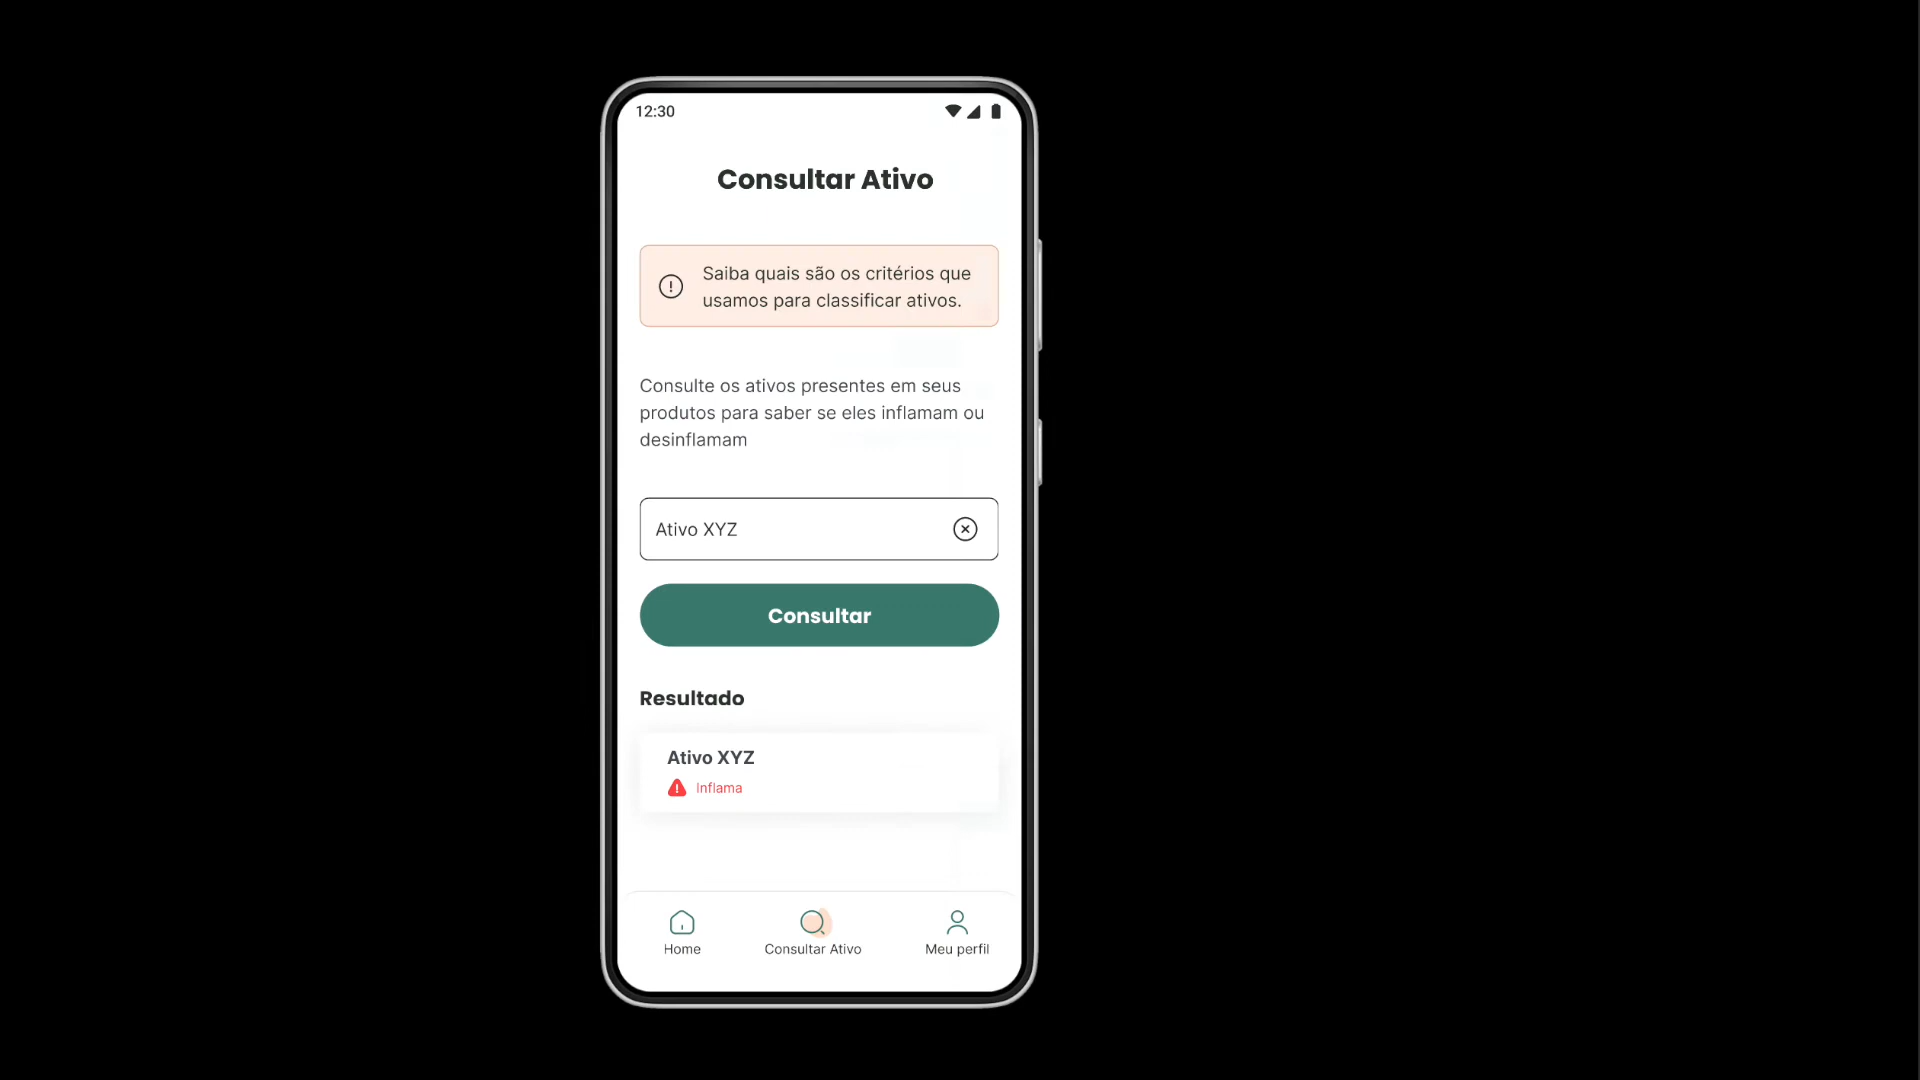 12:30
Consultar Ativo
Saiba quais são os critérios que
usamos para classificar ativos.
Consulte os ativos presentes em seus
produtos para saber se eles inflamam ou
desinflamam
Ativo XYZ
Consultar
Resultado
Ativo XYZ
Inflama
Home
Consultar Ativo
Meu perfil